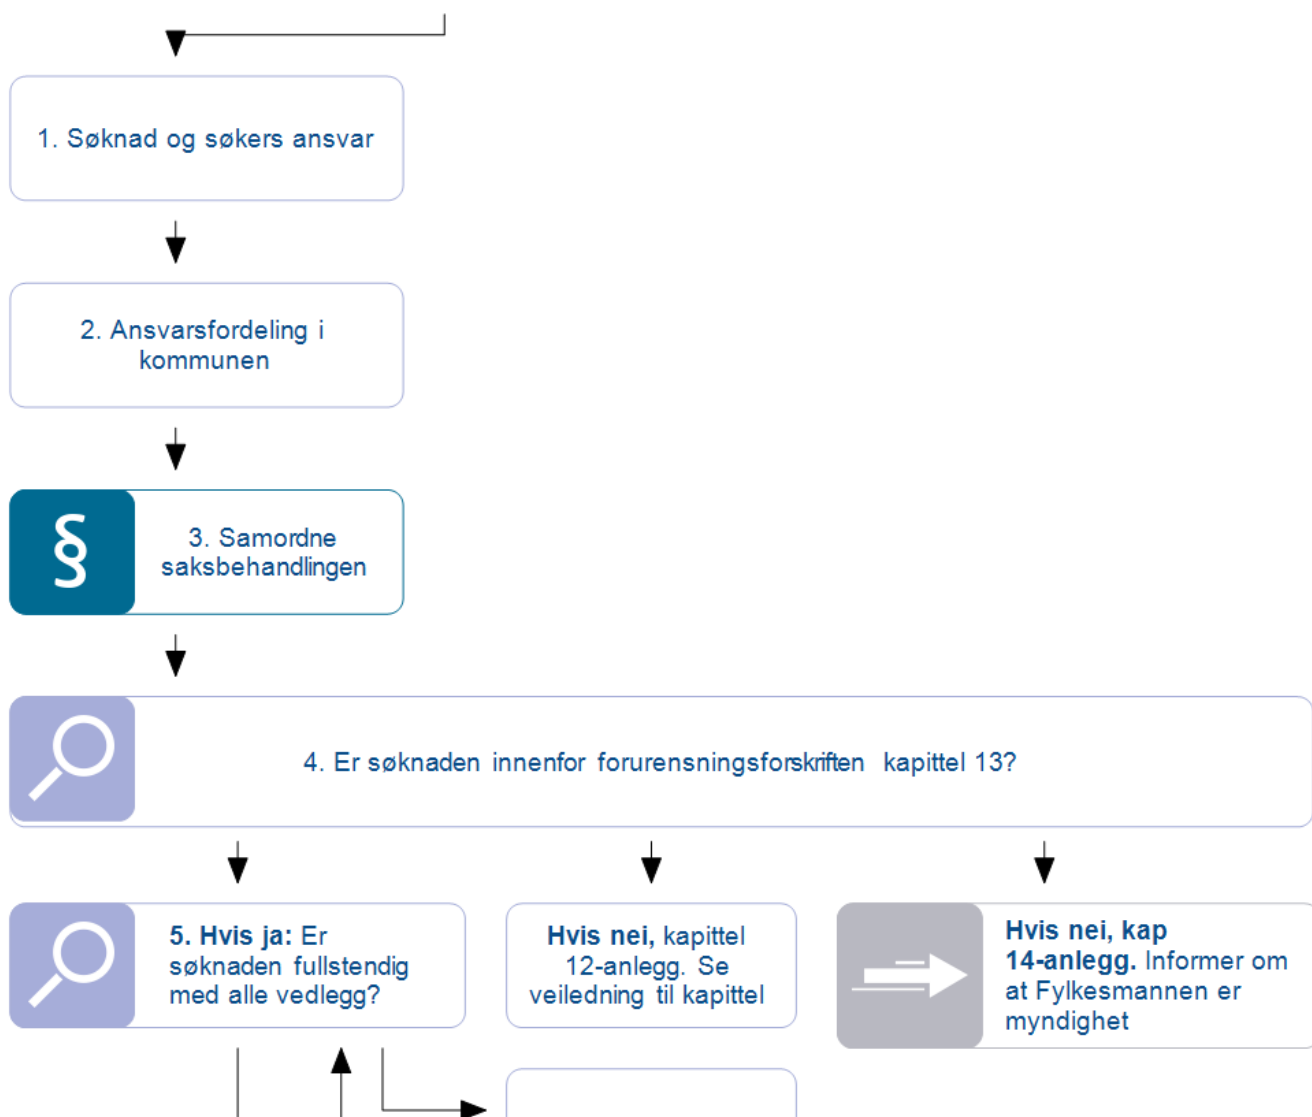 1. Søknad og søkers ansvar
2. Ansvarsfordeling i
kommunen
§
3. Samordne
saksbehandlingen
4. Er søknaden innenfor forurensningsforskriften kapittel 13?
5. Hvis ja: Er
søknaden fullstendig
med alle vedlegg?
Hvis nei, kapittel
12-anlegg. Se
veiledning til kapittel
Hvis nei, kap
14-anlegg. Informer om
at Fylkesmannen er
myndighet